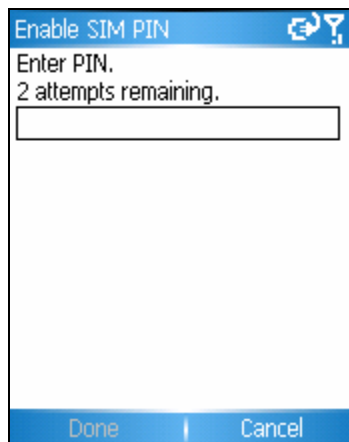 Enable SIM PIN
Enter PIN.
2 attempts remaining.
Done
Cancel